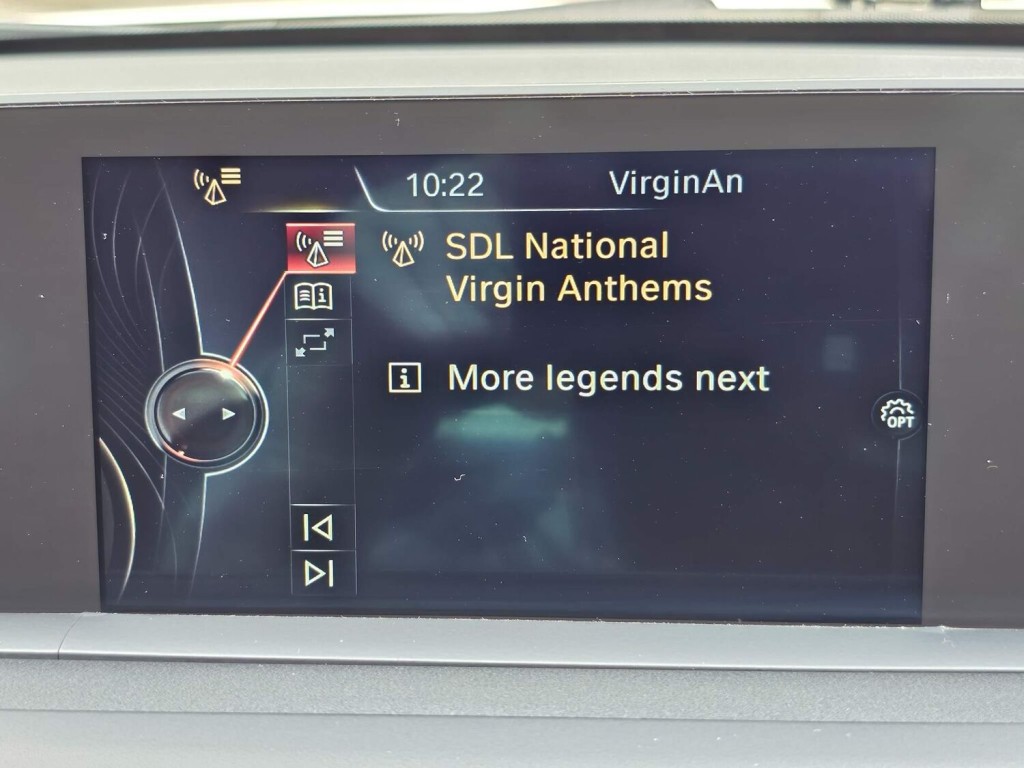 10:22 VirginAn
SDL National
Virgin Anthems
i More legends next
OPT